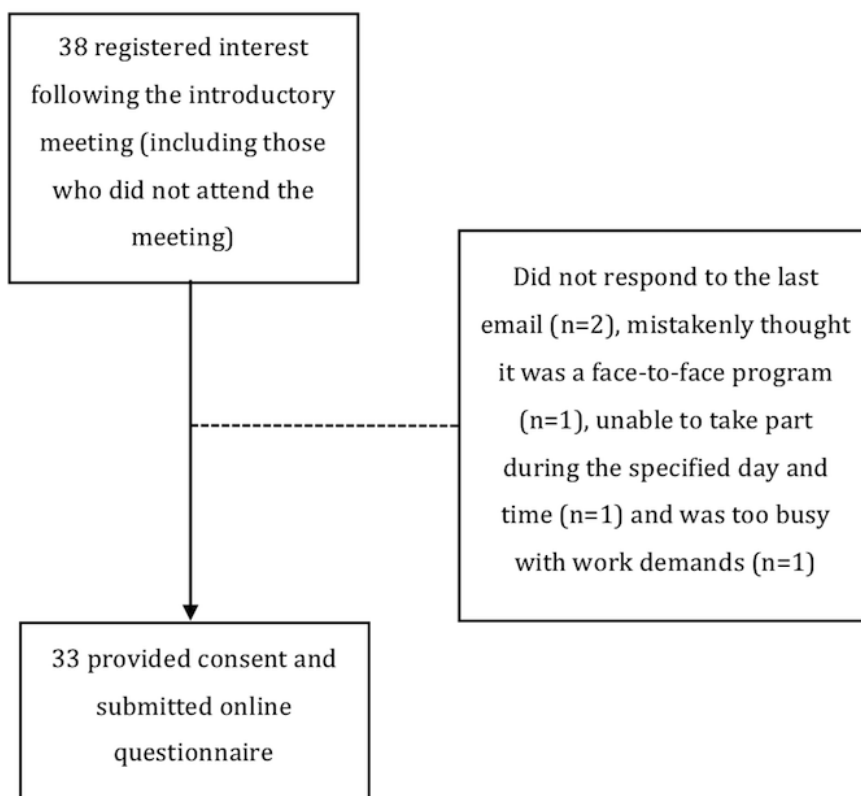 38 registered interest
following the introductory
meeting (including those
who did not attend the
meeting)
Did not respond to the last
email (n=2), mistakenly thought
it was a face-to-face program
(n=1), unable to take part
during the specified day and
time (n=1) and was too busy
with work demands (n=1)
33 provided consent and
submitted online
questionnaire